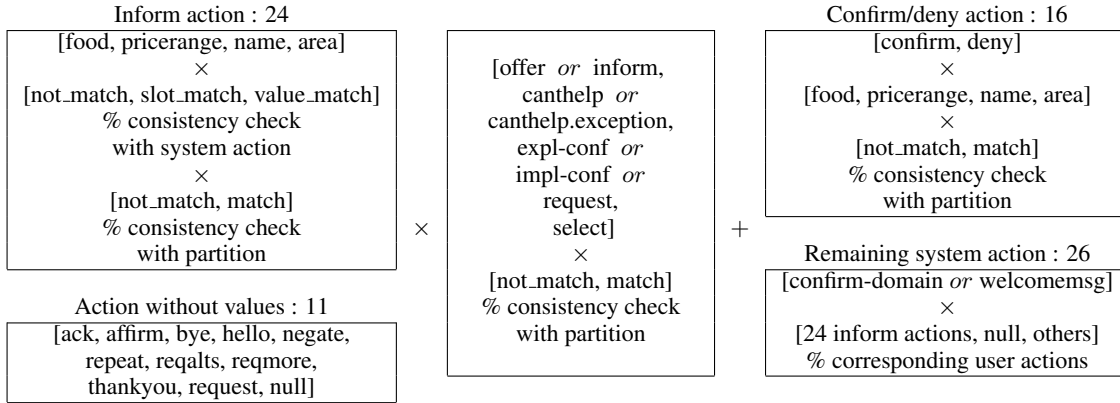 Inform action : 24
[food, pricerange, name, area]
×
[not_match, slot_match, value_match]
% consistency check
with system action
×
[not_match, match]
% consistency check
with partition
Action without values : 11
[ack, affirm, bye, hello, negate,
repeat, reqalts, reqmore,
thankyou, request, null]
×
[offer or inform,
canthelp or
canthelp.exception,
expl-conf or
impl-conf or
request,
select]
×
[not_match, match]
% consistency check
with partition
+
Confirm/deny action : 16
[confirm, deny]
×
[food, pricerange, name, area]
×
[not_match, match]
% consistency check
with partition
Remaining system action : 26
[confirm-domain or welcomemsg]
×
[24 inform actions, null, others]
% corresponding user actions